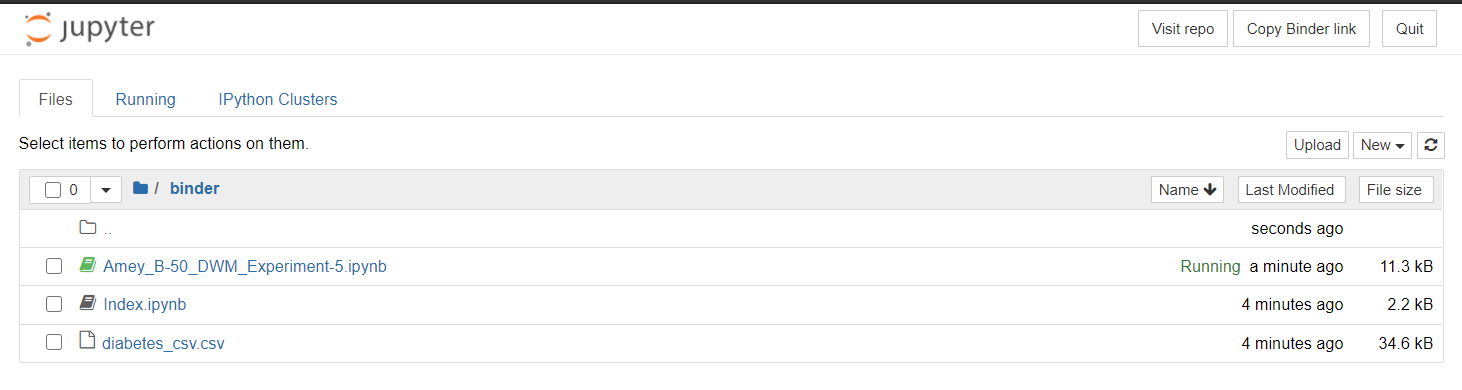 jupyter Visit repo Copy Binder link Quit
Files Running IPython Clusters
Select items to perform actions on them. Upload New
0 / binder Name Last Modified File size
.. seconds ago
Amey_B-50_DWM_Experiment-5.ipynb Running a minute ago 11.3 kB
Index.ipynb 4 minutes ago 2.2 kB
diabetes_csv.csv 4 minutes ago 34.6 kB